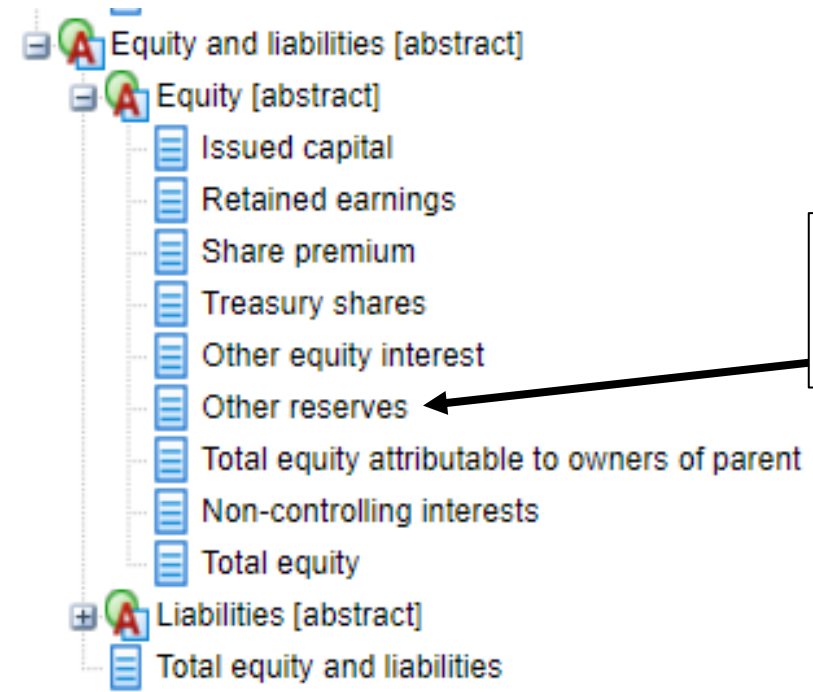 Equity and liabilities [abstract]
Equity [abstract]
Issued capital
Retained earnings
Share premium
Treasury shares
Other equity interest
Other reserves
Total equity attributable to owners of parent
Non-controlling interests
Total equity
Liabilities [abstract]
Total equity and liabilities